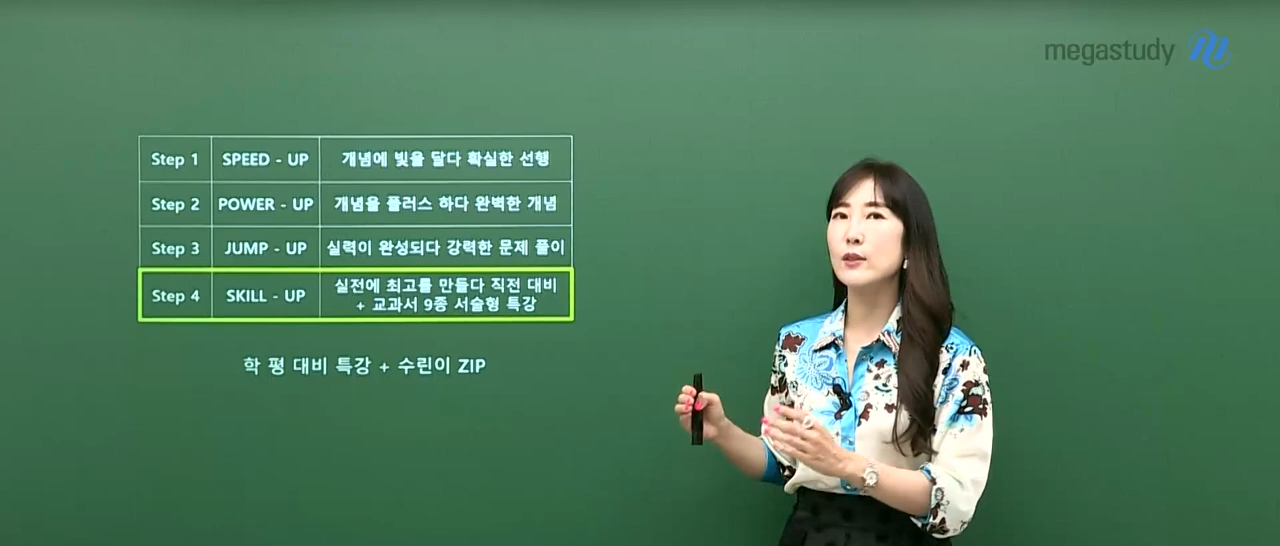 megastudy
Step 1 SPEED - UP 개념에 빛을 달다 확실한 선행
Step 2 POWER - UP 개념을 플러스 하다 완벽한 개념
Step 3 JUMP - UP 실력이 완성되다 강력한 문제 풀이
Step 4 SKILL - UP 실전에 최고를 만들다 직전 대비
+ 교과서 9종 서술형 특강
학 평 대비 특강 + 수린이 ZIP